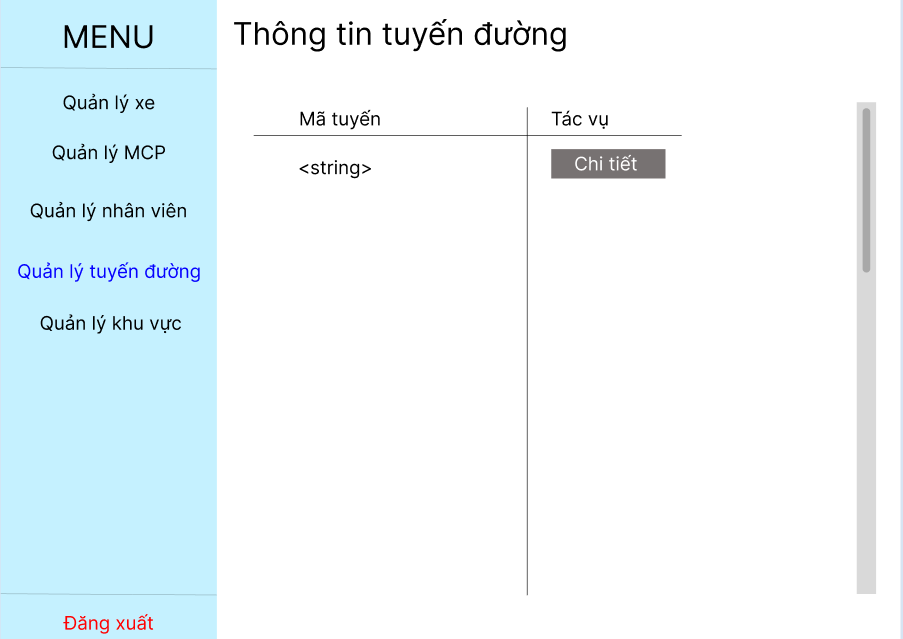 MENU
Quản lý xe
Quản lý MCP
Quản lý nhân viên
Quản lý tuyến đường
Quản lý khu vực
Đăng xuất
Thông tin tuyến đường
Mã tuyến
Tác vụ
<string>
Chi tiết